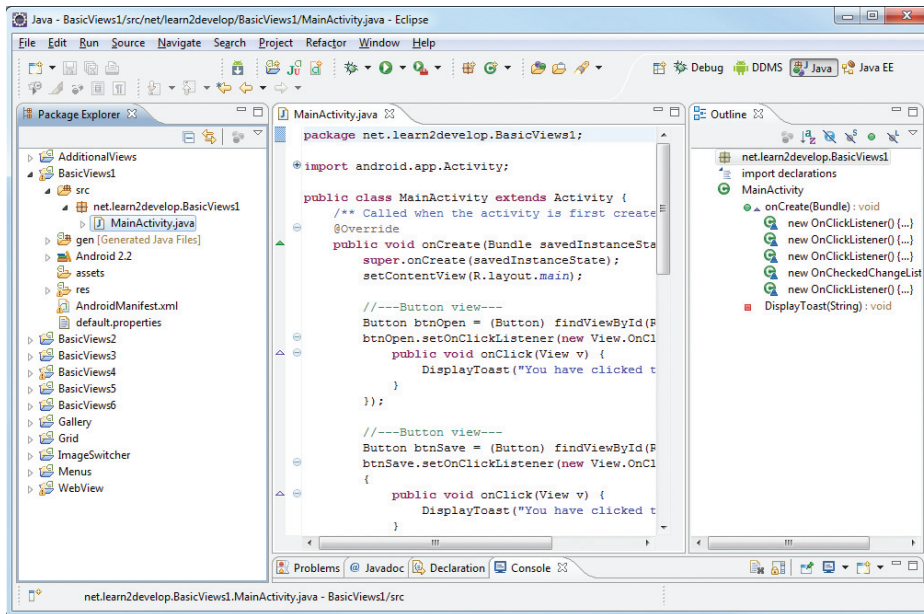 Java - BasicViews1/src/net/learn2develop/BasicViews1/MainActivity.java - Eclipse
File Edit Run Source Navigate Search Project Refactor Window Help
Debug DDMS Java Java EE
Package Explorer
AdditionalViews
BasicViews1
src
net.learn2develop.BasicViews1
MainActivity.java
gen [Generated Java Files]
Android 2.2
assets
res
AndroidManifest.xml
default.properties
BasicViews2
BasicViews3
BasicViews4
BasicViews5
BasicViews6
Gallery
Grid
ImageSwitcher
Menus
WebView
MainActivity.java
package net.learn2develop.BasicViews1;
import android.app.Activity;
public class MainActivity extends Activity {
/** Called when the activity is first create
@Override
public void onCreate(Bundle savedInstanceSta
super.onCreate(savedInstanceState);
setContentView(R.layout.main);
//---Button view---
Button btnOpen = (Button) findViewById(R
btnOpen.setOnClickListener(new View.OnCl
public void onClick(View v) {
DisplayToast("You have clicked t
}
});
//---Button view---
Button btnSave = (Button) findViewById(R
btnSave.setOnClickListener(new View.OnCl
{
public void onClick(View v) {
DisplayToast("You have clicked t
}
Outline
net.learn2develop.BasicViews1
import declarations
MainActivity
onCreate(Bundle) : void
new OnClickListener() {...}
new OnClickListener() {...}
new OnClickListener() {...}
new OnCheckedChangeList
new OnClickListener() {...}
DisplayToast(String) : void
Problems @ Javadoc Declaration Console
net.learn2develop.BasicViews1.MainActivity.java - BasicViews1/src